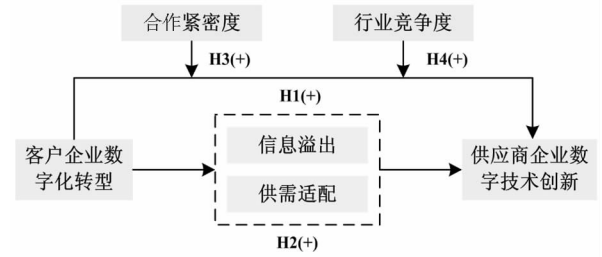 合作紧密度
行业竞争度
H3(+)
H4(+)
H1(+)
客户企业数
字化转型
信息溢出
供需适配
供应商企业数
字技术创新
H2(+)